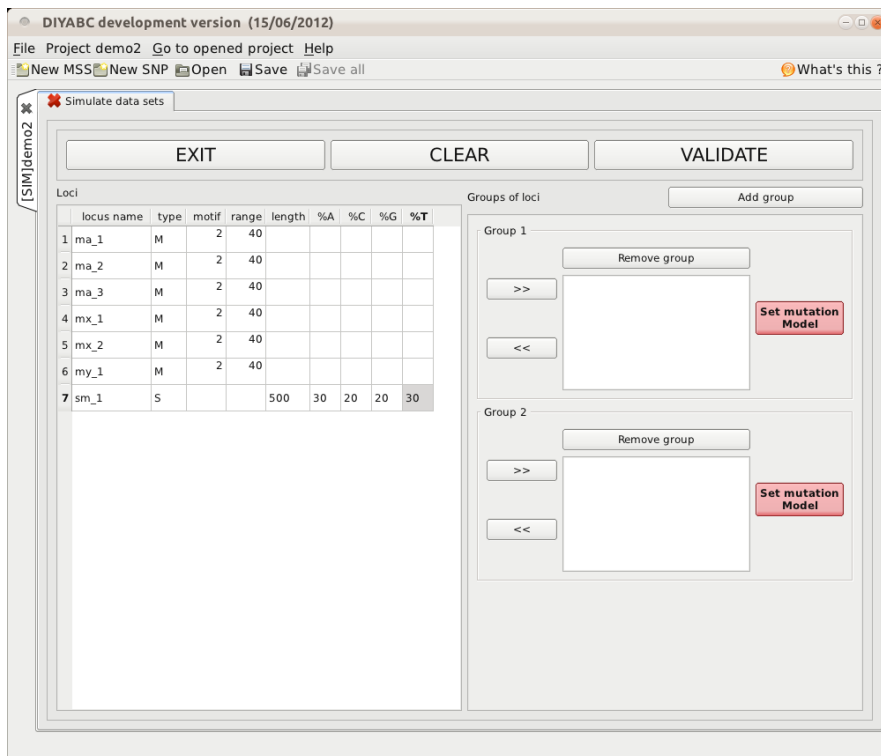 DIYABC development version (15/06/2012)
File Project demo2 Go to opened project Help
New MSS New SNP Open Save Save all What's this ?
Simulate data sets
[SIM]demo2
EXIT CLEAR VALIDATE
Loci
Groups of loci Add group
locus name type motif range length %A %C %G %T
1 ma_1 M 2 40
2 ma_2 M 2 40
3 ma_3 M 2 40
4 mx_1 M 2 40
5 mx_2 M 2 40
6 my_1 M 2 40
7 sm_1 S 500 30 20 20 30
Group 1
Remove group
>>
<<
Set mutation
Model
Group 2
Remove group
>>
<<
Set mutation
Model